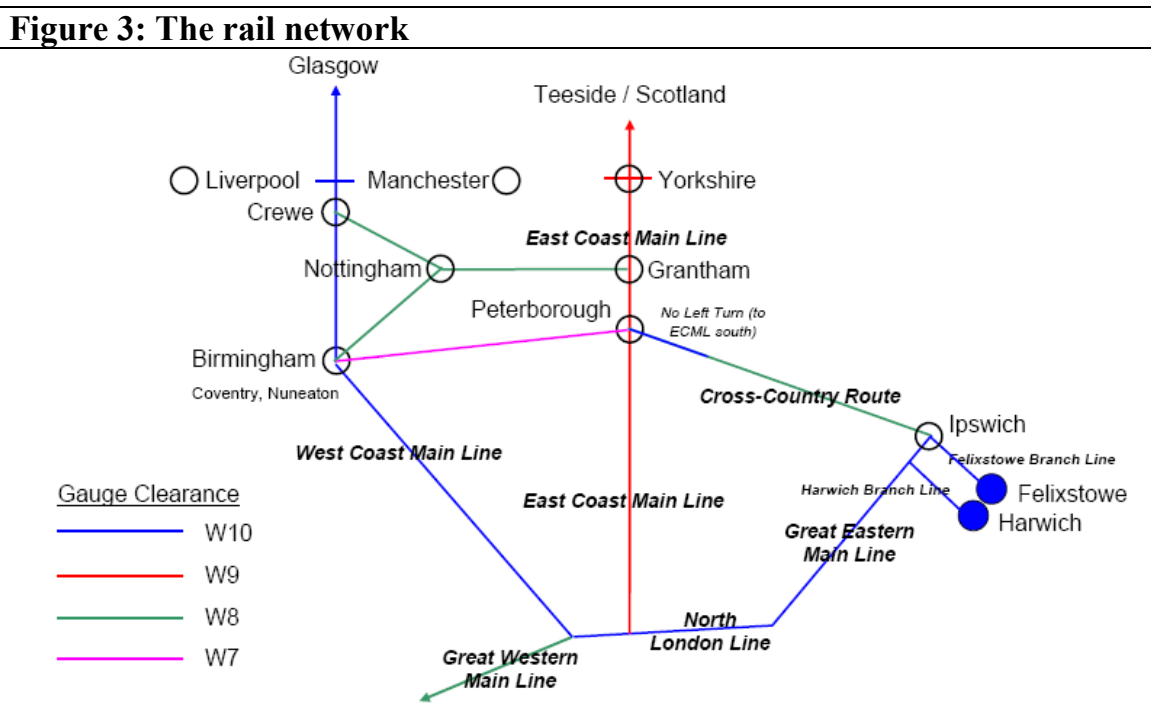 Figure 3: The rail network
Glasgow
Teeside / Scotland
Liverpool
Manchester
Yorkshire
Crewe
East Coast Main Line
Nottingham
Grantham
Peterborough
No Left Turn (to
ECML south)
Birmingham
Coventry, Nuneaton
Cross-Country Route
Ipswich
West Coast Main Line
Felixstowe Branch Line
Gauge Clearance
East Coast Main Line
Harwich Branch Line
Felixstowe
Harwich
W10
Great Eastern
Main Line
W9
W8
North
London Line
W7
Great Western
Main Line